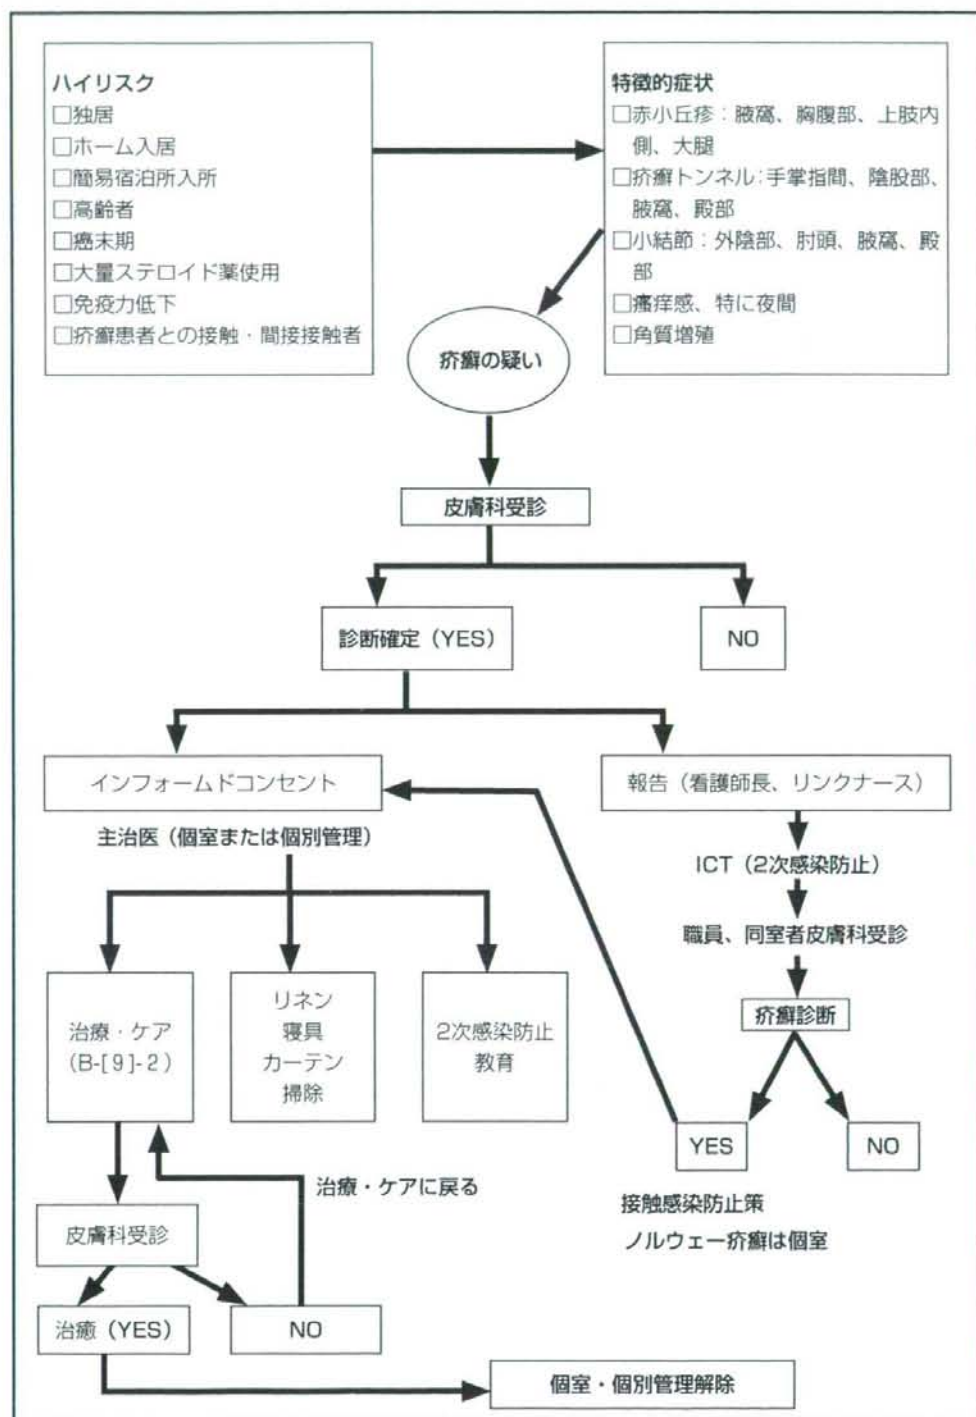 ハイリスク
□独居
□ホーム入居
□簡易宿泊所入所
□高齢者
□癌末期
□大量ステロイド薬使用
□免疫力低下
□疥癬患者との接触・間接接触者
特徴的症状
□赤小丘疹：腋窩、胸腹部、上肢内
側、大腿
□疥癬トンネル：手掌指間、陰股部、
腋窩、殿部
□小結節：外陰部、肘頭、腋窩、殿
部
□瘙痒感、特に夜間
□角質増殖
疥癬の疑い
皮膚科受診
診断確定（YES）
NO
インフォームドコンセント
主治医（個室または個別管理）
報告（看護師長、リンクナース）
ICT（2次感染防止）
職員、同室者皮膚科受診
疥癬診断
YES
NO
接触感染防止策
ノルウェー疥癬は個室
治療・ケア
（B-[9]-2）
リネン
寝具
カーテン
掃除
2次感染防止
教育
治療・ケアに戻る
皮膚科受診
治癒（YES）
NO
個室・個別管理解除